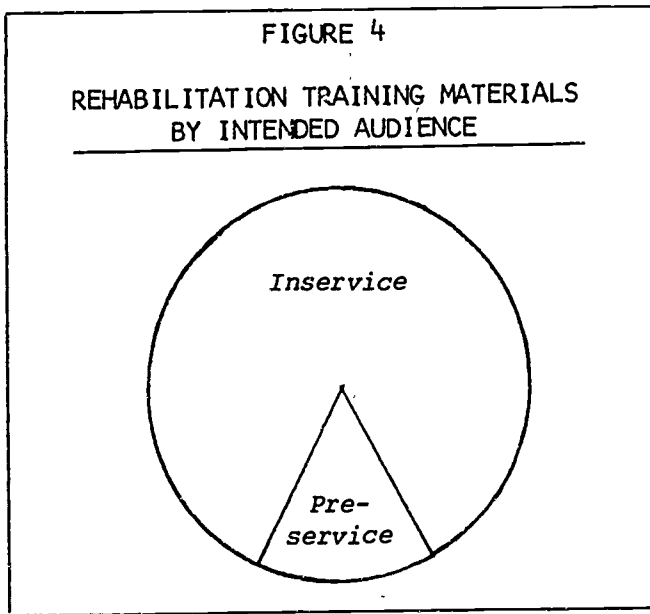 FIGURE 4
REHABILITATION TRAINING MATERIALS
BY INTENDED AUDIENCE
Inservice
Pre-
service